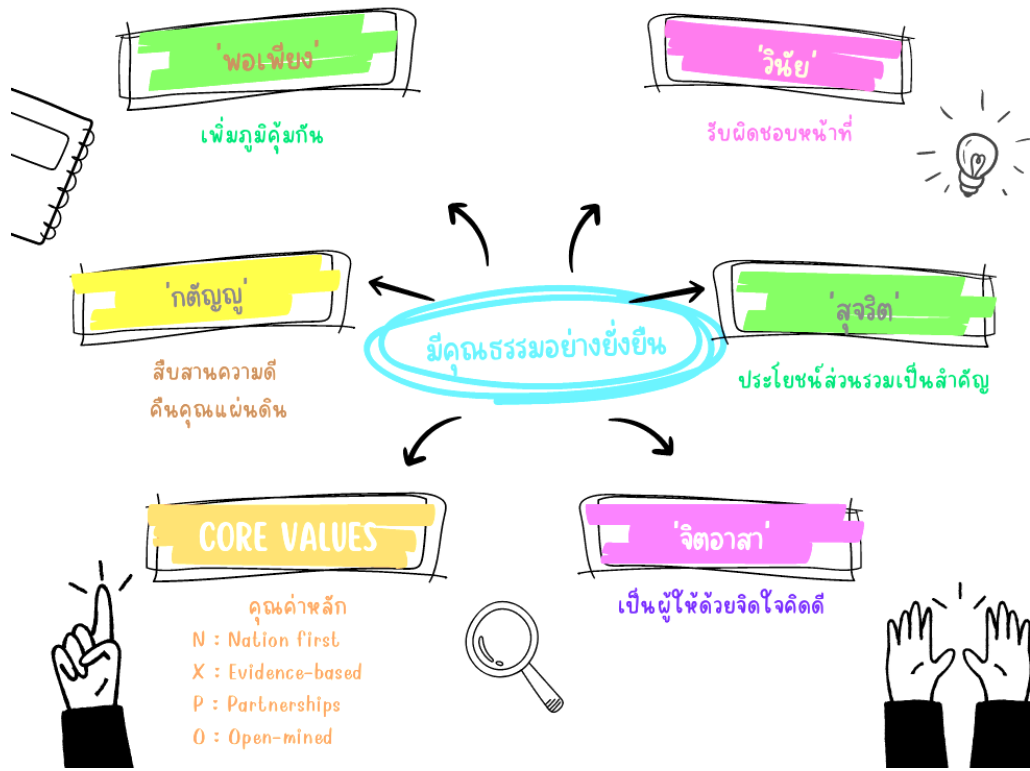 'พอเพียง'
เพิ่มภูมิคุ้มกัน
'วินัย'
รับผิดชอบหน้าที่
'กตัญญู'
สืบสานความดี
คืนคุณแผ่นดิน
มีคุณธรรมอย่างยั่งยืน
'สุจริต'
ประโยชน์ส่วนรวมเป็นสำคัญ
CORE VALUES
คุณค่าหลัก
N : Nation first
X : Evidence-based
P : Partnerships
O : Open-mined
'จิตอาสา'
เป็นผู้ให้ด้วยจิตใจคิดดี